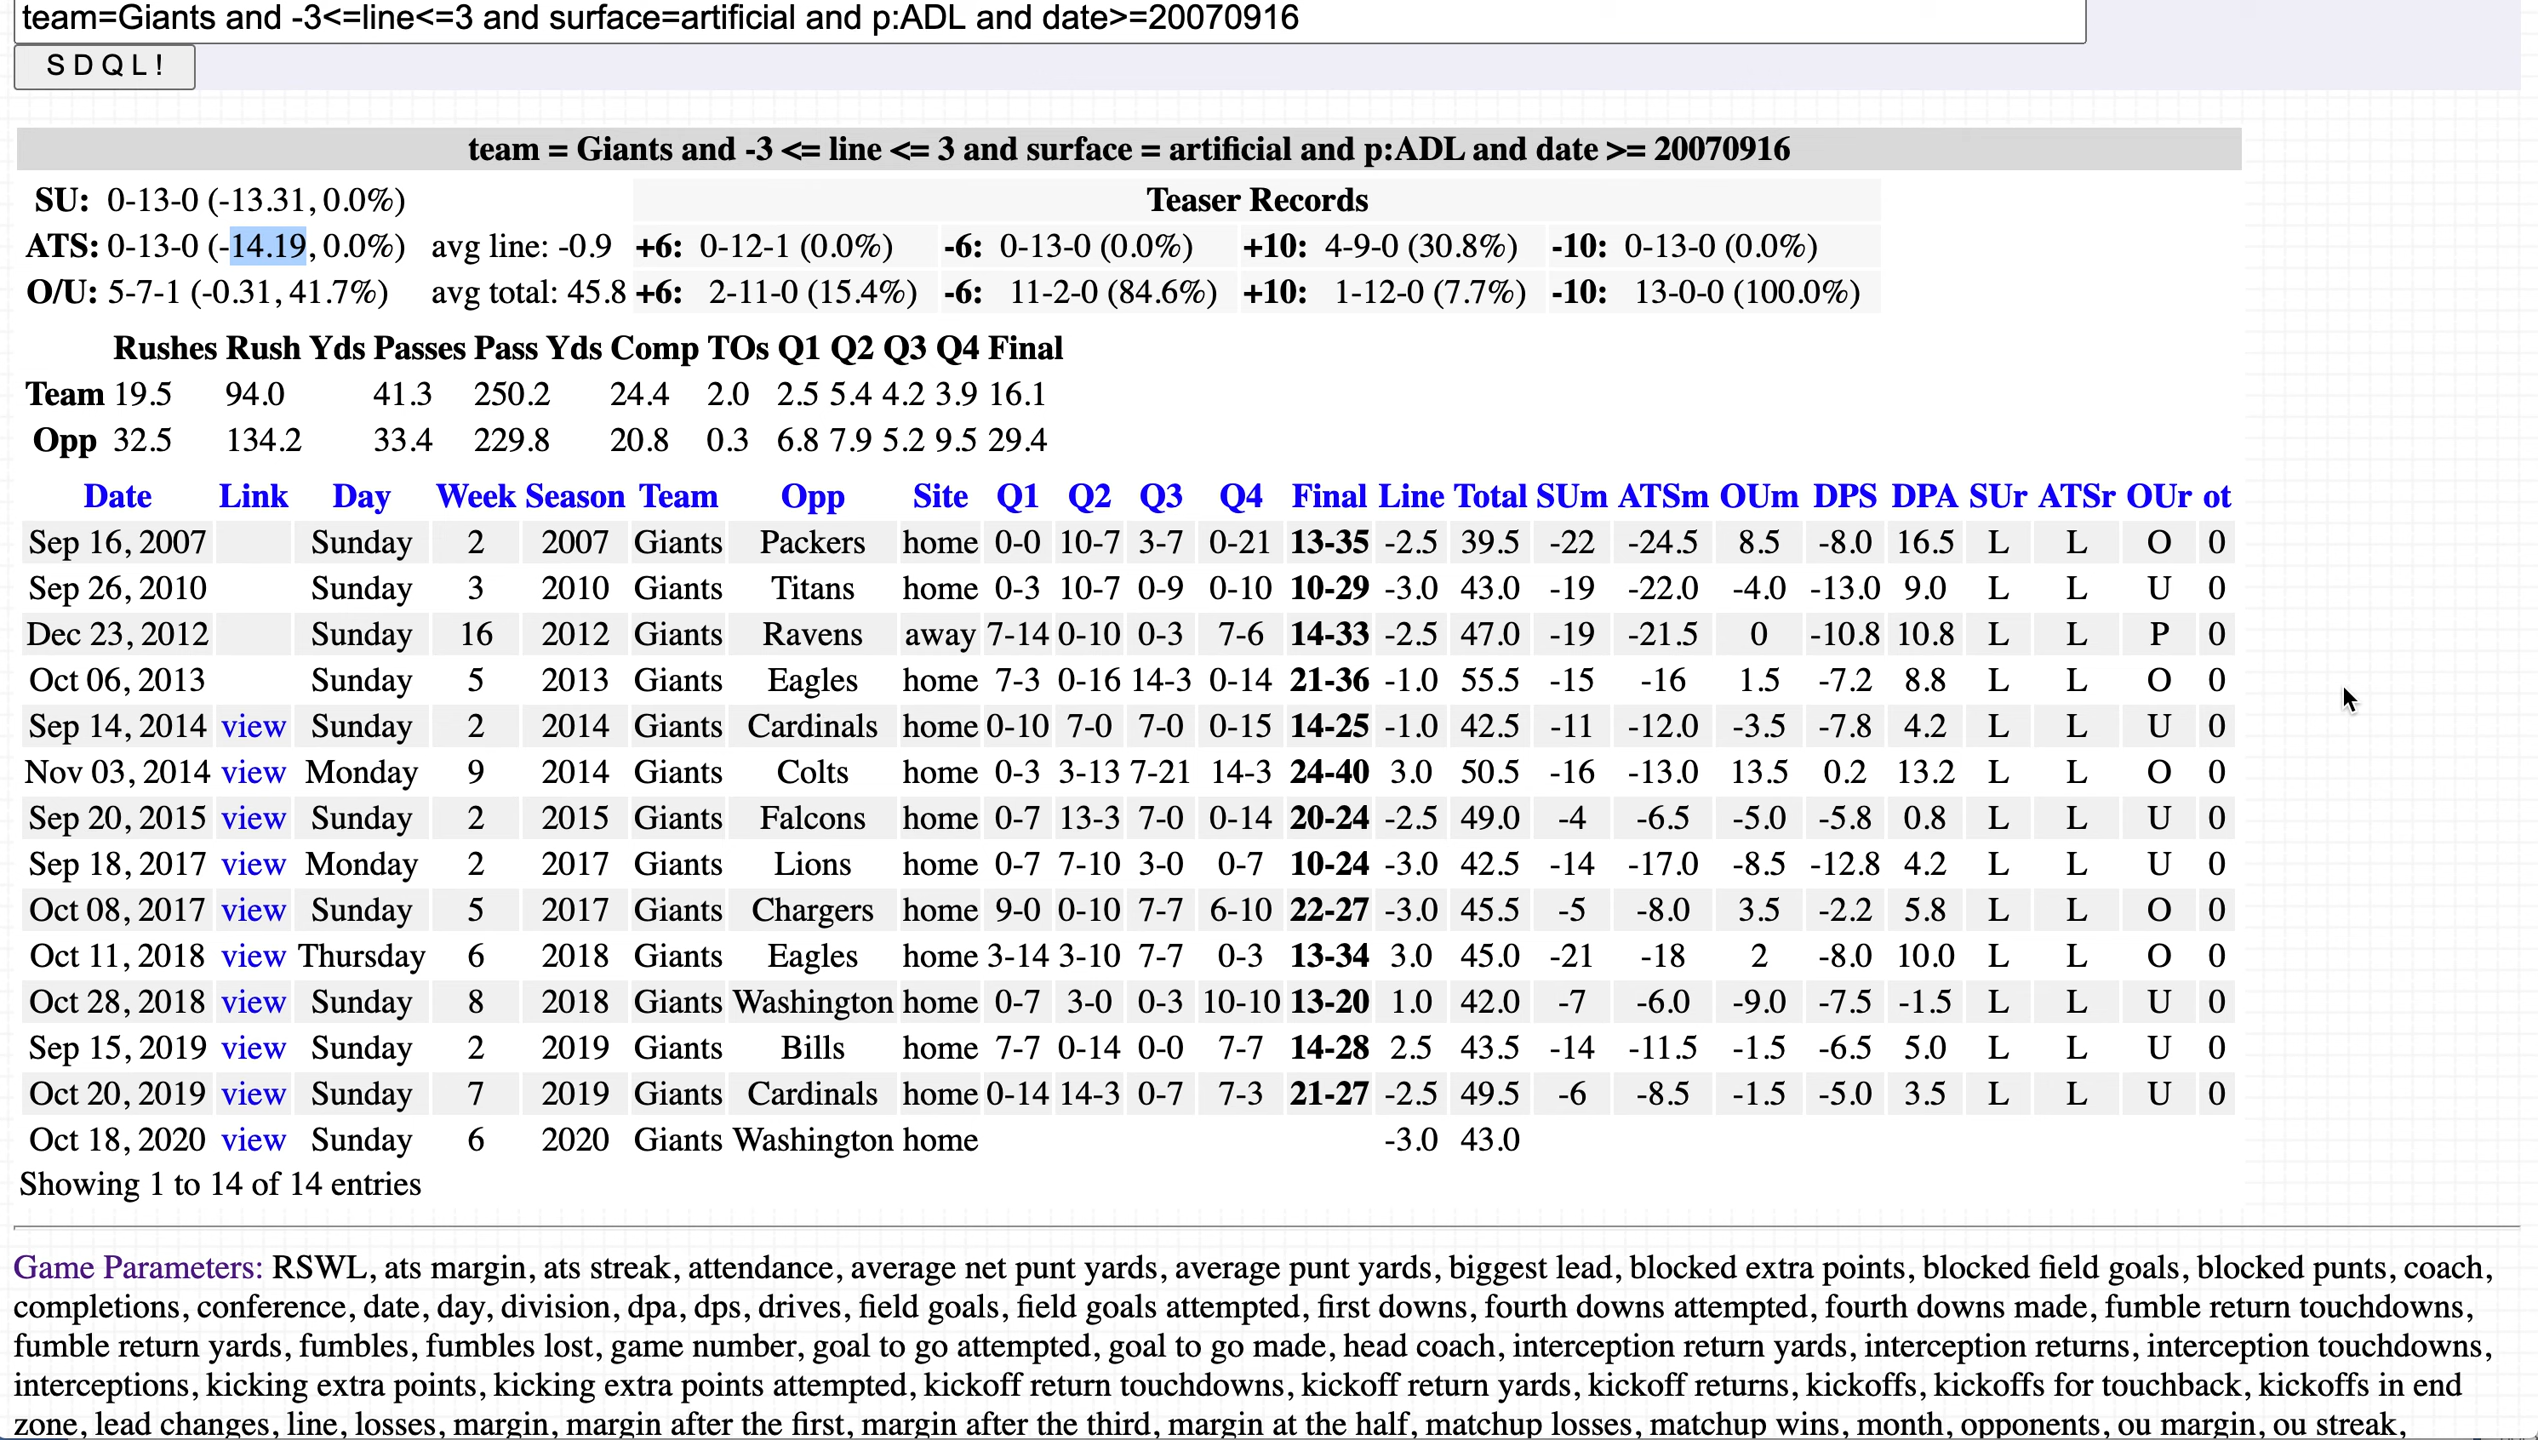 team=Giants and -3<=line<=3 and surface=artificial and p:ADL and date>=20070916
S D Q L !
team = Giants and -3 <= line <= 3 and surface = artificial and p:ADL and date >= 20070916
SU: 0-13-0 (-13.31, 0.0%) Teaser Records
ATS: 0-13-0 (-14.19, 0.0%) avg line: -0.9 +6: 0-12-1 (0.0%) -6: 0-13-0 (0.0%) +10: 4-9-0 (30.8%) -10: 0-13-0 (0.0%)
O/U: 5-7-1 (-0.31, 41.7%) avg total: 45.8 +6: 2-11-0 (15.4%) -6: 11-2-0 (84.6%) +10: 1-12-0 (7.7%) -10: 13-0-0 (100.0%)
Rushes Rush Yds Passes Pass Yds Comp TOs Q1 Q2 Q3 Q4 Final
Team 19.5 94.0 41.3 250.2 24.4 2.0 2.5 5.4 4.2 3.9 16.1
Opp 32.5 134.2 33.4 229.8 20.8 0.3 6.8 7.9 5.2 9.5 29.4
Date Link Day Week Season Team Opp Site Q1 Q2 Q3 Q4 Final Line Total SUm ATSm OUm DPS DPA SUr ATSr OUr ot
Sep 16, 2007 Sunday 2 2007 Giants Packers home 0-0 10-7 3-7 0-21 13-35 -2.5 39.5 -22 -24.5 8.5 -8.0 16.5 L L O 0
Sep 26, 2010 Sunday 3 2010 Giants Titans home 0-3 10-7 0-9 0-10 10-29 -3.0 43.0 -19 -22.0 -4.0 -13.0 9.0 L L U 0
Dec 23, 2012 Sunday 16 2012 Giants Ravens away 7-14 0-10 0-3 7-6 14-33 -2.5 47.0 -19 -21.5 0 -10.8 10.8 L L P 0
Oct 06, 2013 Sunday 5 2013 Giants Eagles home 7-3 0-16 14-3 0-14 21-36 -1.0 55.5 -15 -16 1.5 -7.2 8.8 L L O 0
Sep 14, 2014 view Sunday 2 2014 Giants Cardinals home 0-10 7-0 7-0 0-15 14-25 -1.0 42.5 -11 -12.0 -3.5 -7.8 4.2 L L U 0
Nov 03, 2014 view Monday 9 2014 Giants Colts home 0-3 3-13 7-21 14-3 24-40 3.0 50.5 -16 -13.0 13.5 0.2 13.2 L L O 0
Sep 20, 2015 view Sunday 2 2015 Giants Falcons home 0-7 13-3 7-0 0-14 20-24 -2.5 49.0 -4 -6.5 -5.0 -5.8 0.8 L L U 0
Sep 18, 2017 view Monday 2 2017 Giants Lions home 0-7 7-10 3-0 0-7 10-24 -3.0 42.5 -14 -17.0 -8.5 -12.8 4.2 L L U 0
Oct 08, 2017 view Sunday 5 2017 Giants Chargers home 9-0 0-10 7-7 6-10 22-27 -3.0 45.5 -5 -8.0 3.5 -2.2 5.8 L L O 0
Oct 11, 2018 view Thursday 6 2018 Giants Eagles home 3-14 3-10 7-7 0-3 13-34 3.0 45.0 -21 -18 2 -8.0 10.0 L L O 0
Oct 28, 2018 view Sunday 8 2018 Giants Washington home 0-7 3-0 0-3 10-10 13-20 1.0 42.0 -7 -6.0 -9.0 -7.5 -1.5 L L U 0
Sep 15, 2019 view Sunday 2 2019 Giants Bills home 7-7 0-14 0-0 7-7 14-28 2.5 43.5 -14 -11.5 -1.5 -6.5 5.0 L L U 0
Oct 20, 2019 view Sunday 7 2019 Giants Cardinals home 0-14 14-3 0-7 7-3 21-27 -2.5 49.5 -6 -8.5 -1.5 -5.0 3.5 L L U 0
Oct 18, 2020 view Sunday 6 2020 Giants Washington home -3.0 43.0
Showing 1 to 14 of 14 entries
Game Parameters: RSWL, ats margin, ats streak, attendance, average net punt yards, average punt yards, biggest lead, blocked extra points, blocked field goals, blocked punts, coach,
completions, conference, date, day, division, dpa, dps, drives, field goals, field goals attempted, first downs, fourth downs attempted, fourth downs made, fumble return touchdowns,
fumble return yards, fumbles, fumbles lost, game number, goal to go attempted, goal to go made, head coach, interception return yards, interception returns, interception touchdowns,
interceptions, kicking extra points, kicking extra points attempted, kickoff return touchdowns, kickoff return yards, kickoff returns, kickoffs, kickoffs for touchback, kickoffs in end
zone, lead changes, line, losses, margin, margin after the first, margin after the third, margin at the half, matchup losses, matchup wins, month, opponents, ou margin, ou streak,